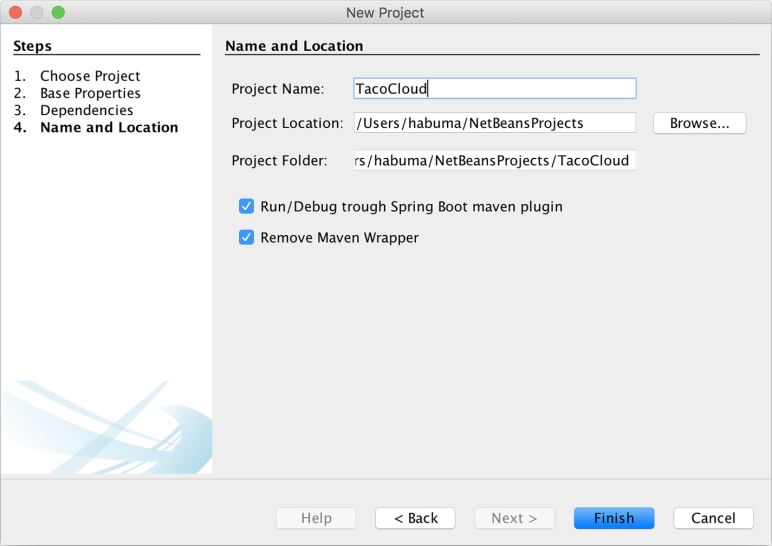 New Project
Steps
1. Choose Project
2. Base Properties
3. Dependencies
4. Name and Location
Name and Location
Project Name: TacoCloud
Project Location: /Users/habuma/NetBeansProjects Browse...
Project Folder: rs/habuma/NetBeansProjects/TacoCloud
Run/Debug trough Spring Boot maven plugin
Remove Maven Wrapper
Help < Back Next > Finish Cancel